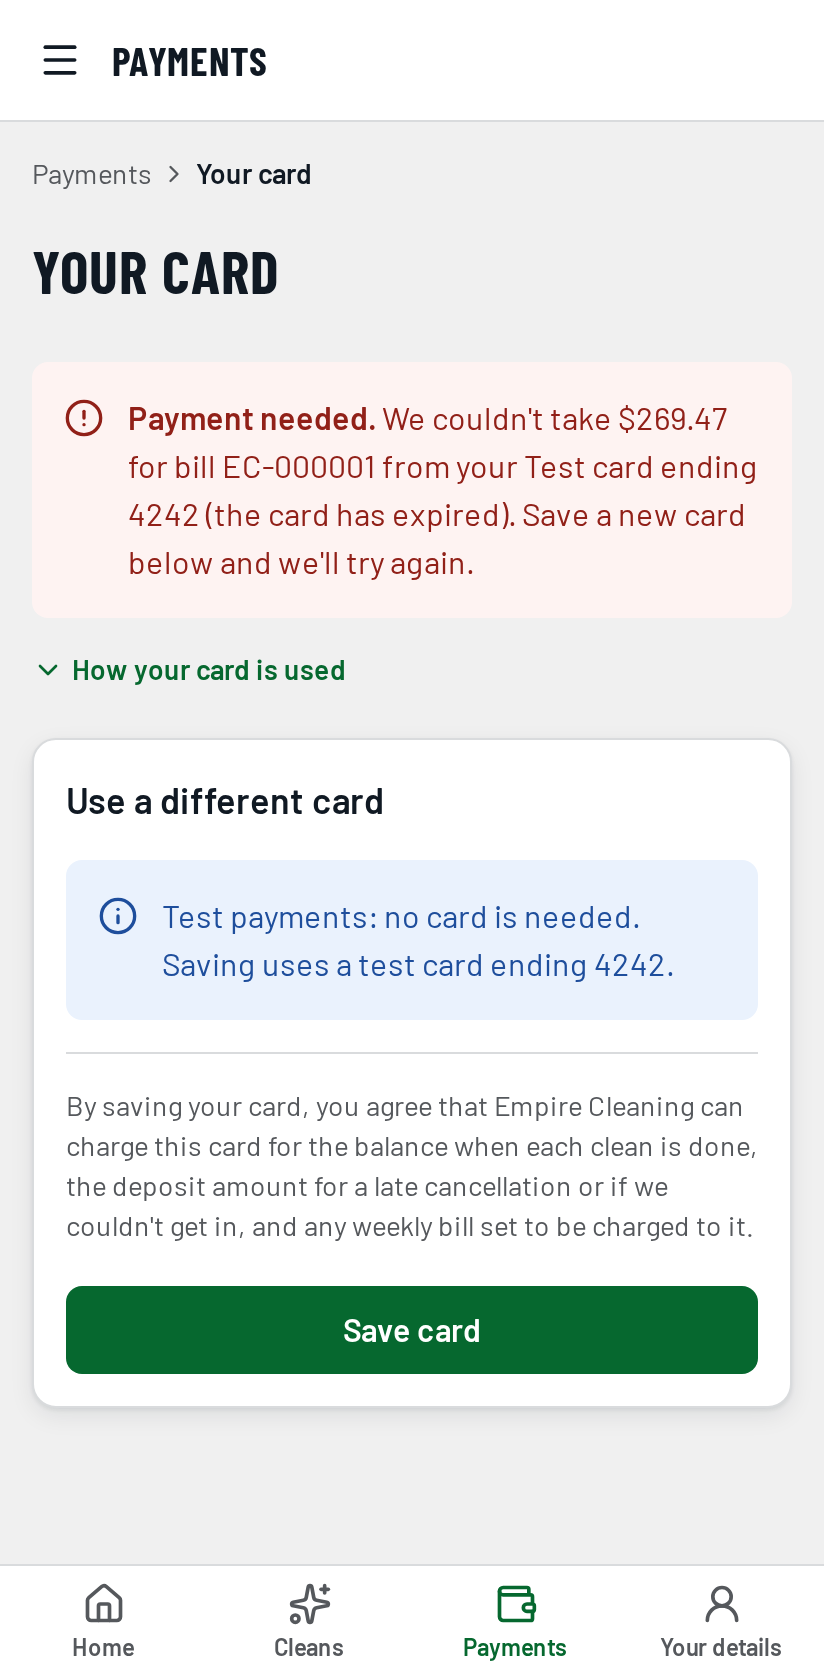 PAYMENTS
Payments > Your card
YOUR CARD
Payment needed. We couldn't take $269.47
for bill EC-000001 from your Test card ending
4242 (the card has expired). Save a new card
below and we'll try again.
How your card is used
Use a different card
Test payments: no card is needed.
Saving uses a test card ending 4242.
By saving your card, you agree that Empire Cleaning can
charge this card for the balance when each clean is done,
the deposit amount for a late cancellation or if we
couldn't get in, and any weekly bill set to be charged to it.
Save card
Home Cleans Payments Your details